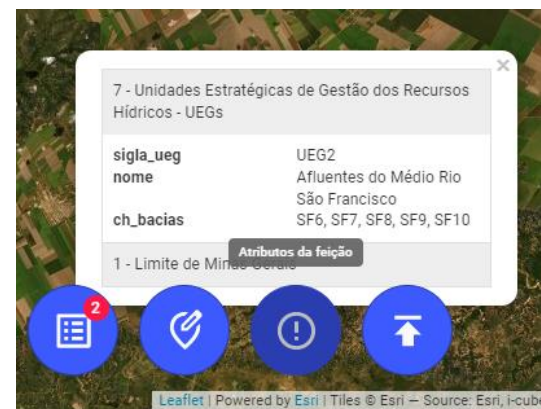 ×
7 - Unidades Estratégicas de Gestão dos Recursos
Hídricos - UEGs
sigla_ueg UEG2
nome Afluentes do Médio Rio
São Francisco
ch_bacias SF6, SF7, SF8, SF9, SF10
Atributos da feição
1 - Limite de Minas Gerais
2
Leaflet | Powered by Esri | Tiles © Esri — Source: Esri, i-cub